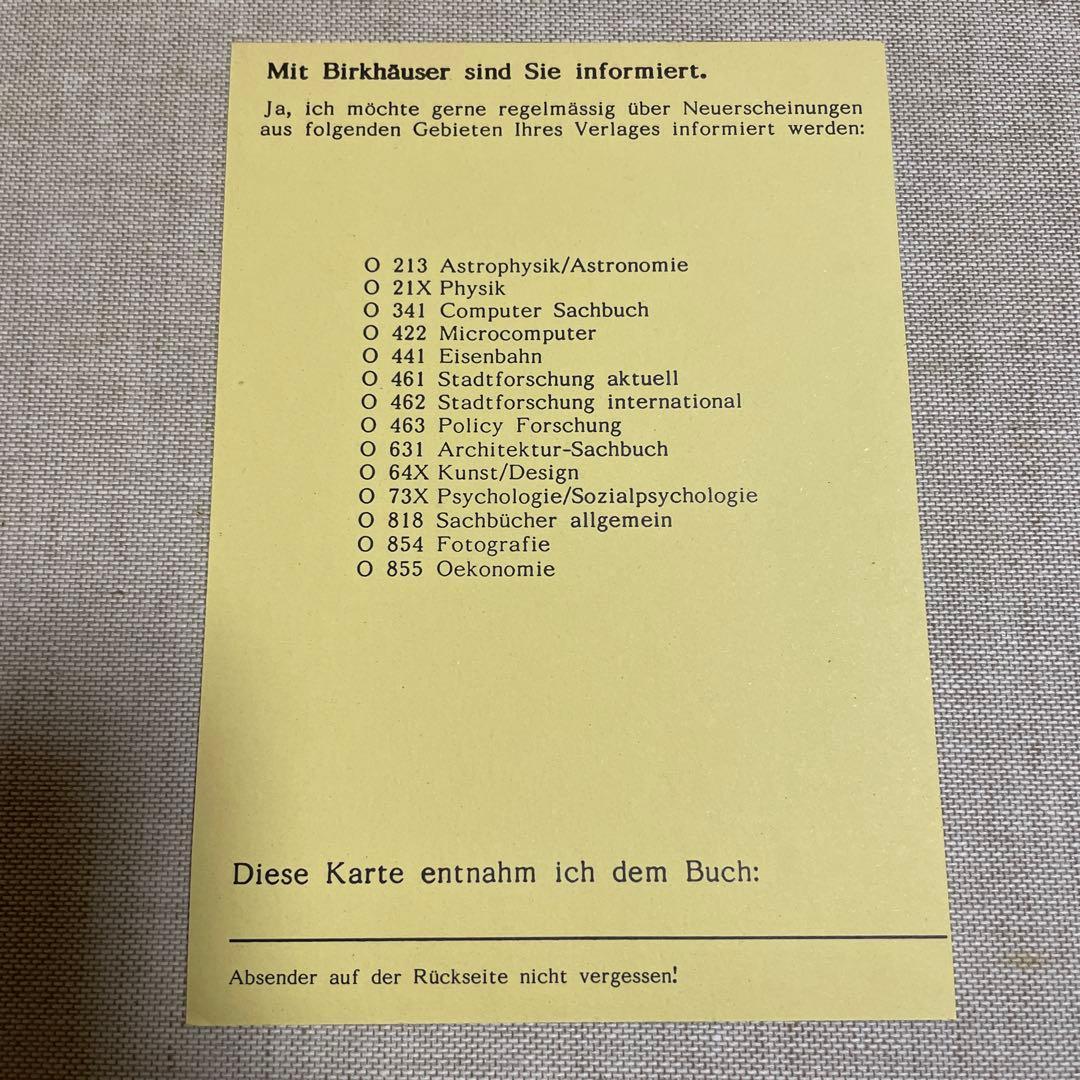 Mit Birkhäuser sind Sie informiert.
Ja, ich möchte gerne regelmässig über Neuerscheinungen
aus folgenden Gebieten Ihres Verlages informiert werden:
O 213 Astrophysik/Astronomie
O 21X Physik
O 341 Computer Sachbuch
O 422 Microcomputer
O 441 Eisenbahn
O 461 Stadtforschung aktuell
O 462 Stadtforschung international
O 463 Policy Forschung
O 631 Architektur-Sachbuch
O 64X Kunst/Design
O 73X Psychologie/Sozialpsychologie
O 818 Sachbücher allgemein
O 854 Fotografie
O 855 Oekonomie
Diese Karte entnahm ich dem Buch:
Absender auf der Rückseite nicht vergessen!